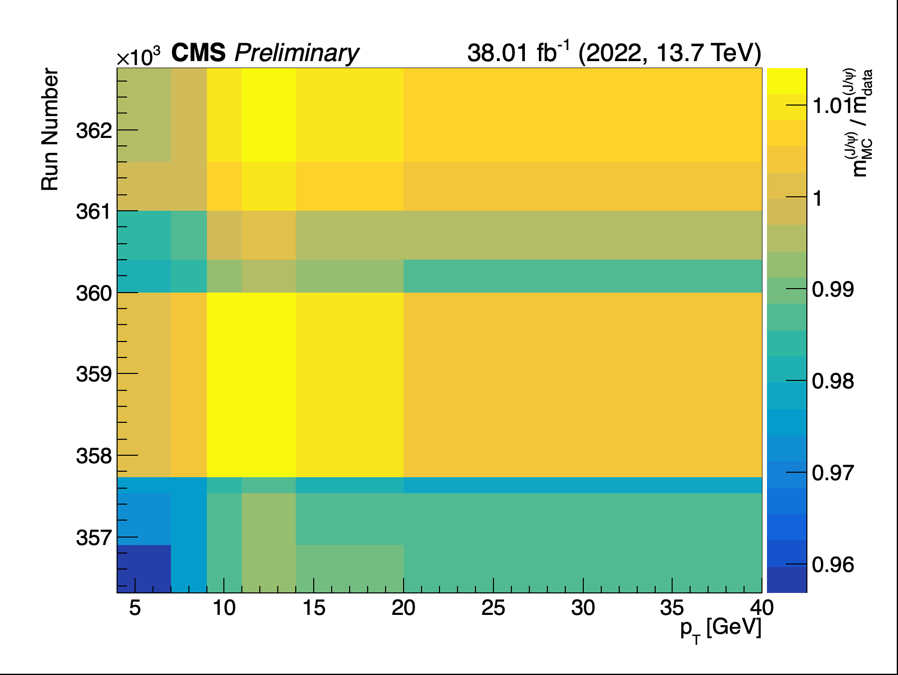 ×10³ CMS Preliminary 38.01 fb⁻¹ (2022, 13.7 TeV)
Run Number
362
361
360
359
358
357
5 10 15 20 25 30 35 40
p_T [GeV]
1.01
1
0.99
0.98
0.97
0.96
m_MC^(J/ψ) / m_data^(J/ψ)